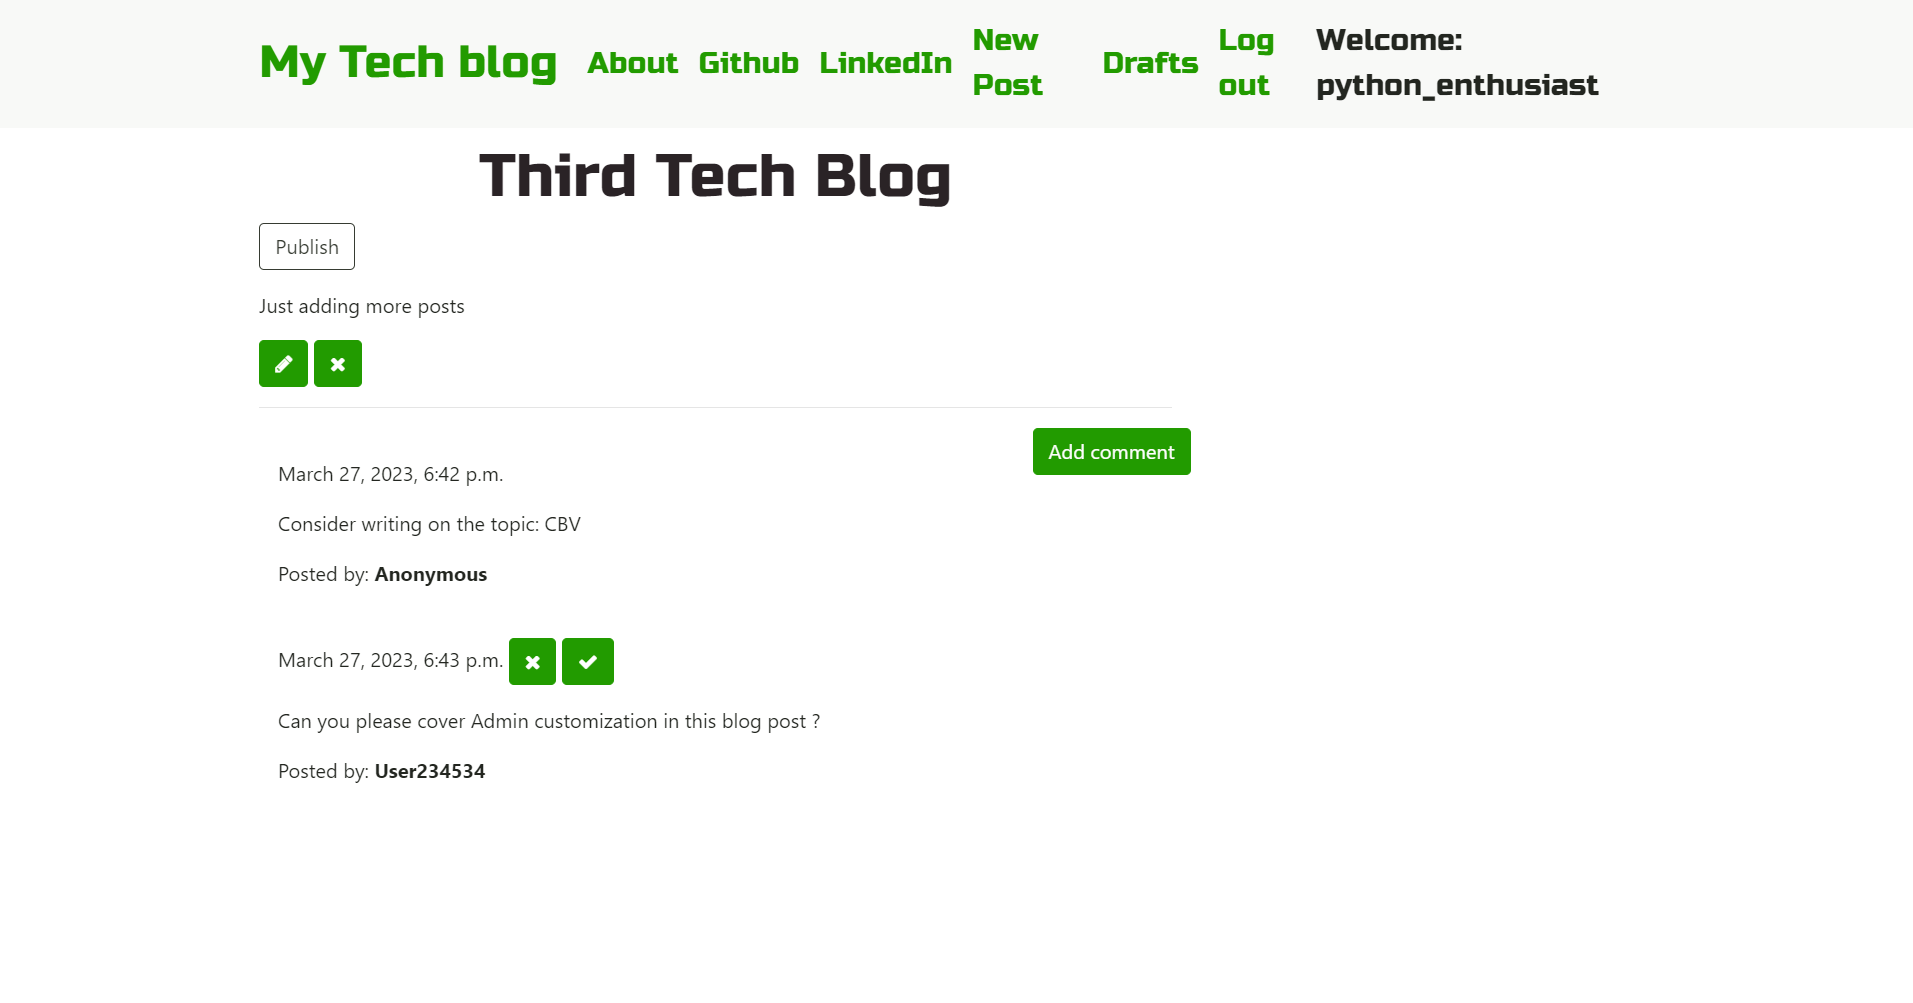 My Tech blog About Github LinkedIn New Post Drafts Log out Welcome: python_enthusiast
Third Tech Blog
Publish
Just adding more posts
Add comment
March 27, 2023, 6:42 p.m.
Consider writing on the topic: CBV
Posted by: Anonymous
March 27, 2023, 6:43 p.m.
Can you please cover Admin customization in this blog post ?
Posted by: User234534